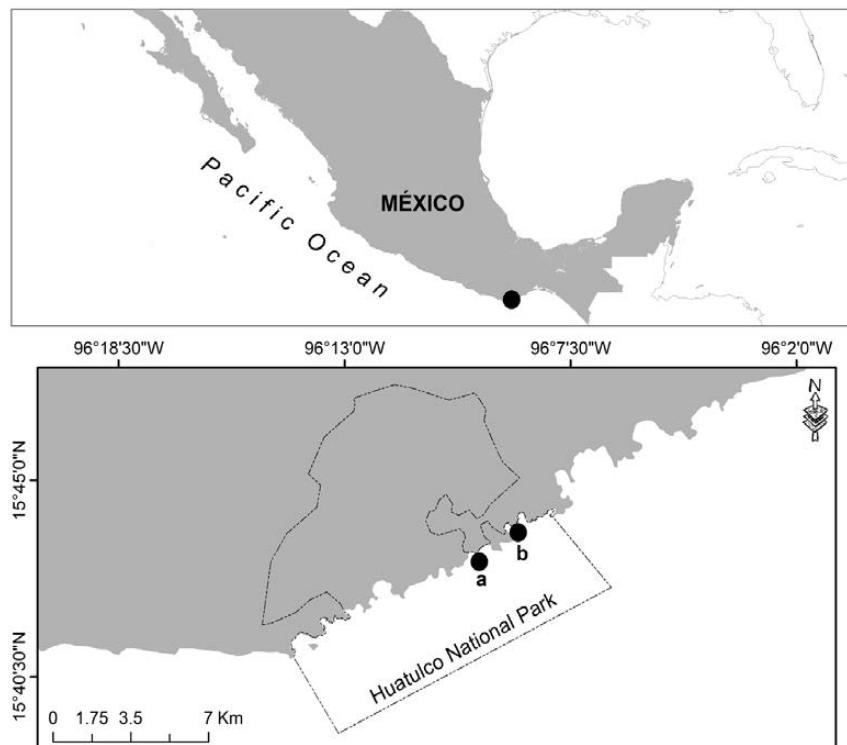 MÉXICO
Pacific Ocean
96°18'30"W 96°13'0"W 96°7'30"W 96°2'0"W
N
15°45'0"N
b
a
Huatulco National Park
15°40'30"N
0 1.75 3.5 7 Km